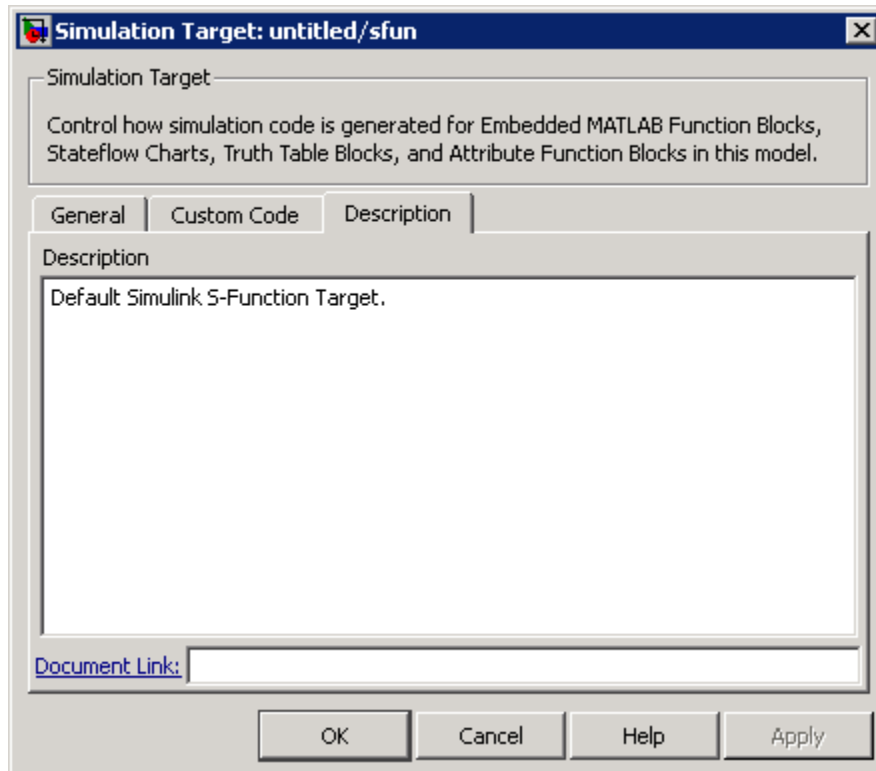 Simulation Target: untitled/sfun
Simulation Target
Control how simulation code is generated for Embedded MATLAB Function Blocks,
Stateflow Charts, Truth Table Blocks, and Attribute Function Blocks in this model.
General Custom Code Description
Description
Default Simulink S-Function Target.
Document Link:
OK Cancel Help Apply